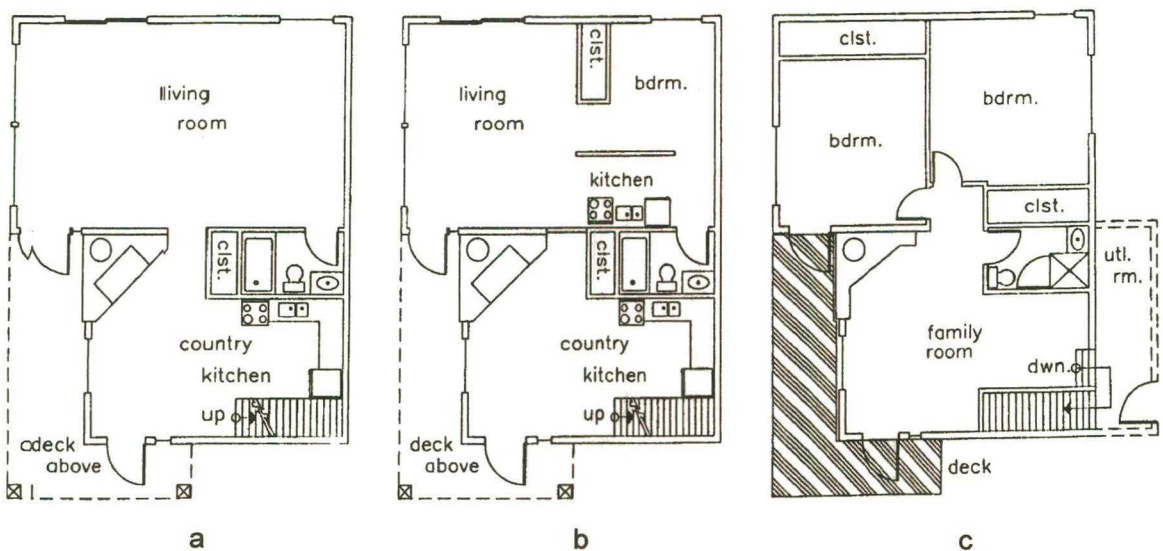 lliving
room
clst.
country
kitchen
up
odeck
above
a
living
room
clst.
bdrm.
kitchen
clst.
country
kitchen
up
deck
above
b
clst.
bdrm.
bdrm.
clst.
utl.
rm.
family
room
dwn.
deck
c